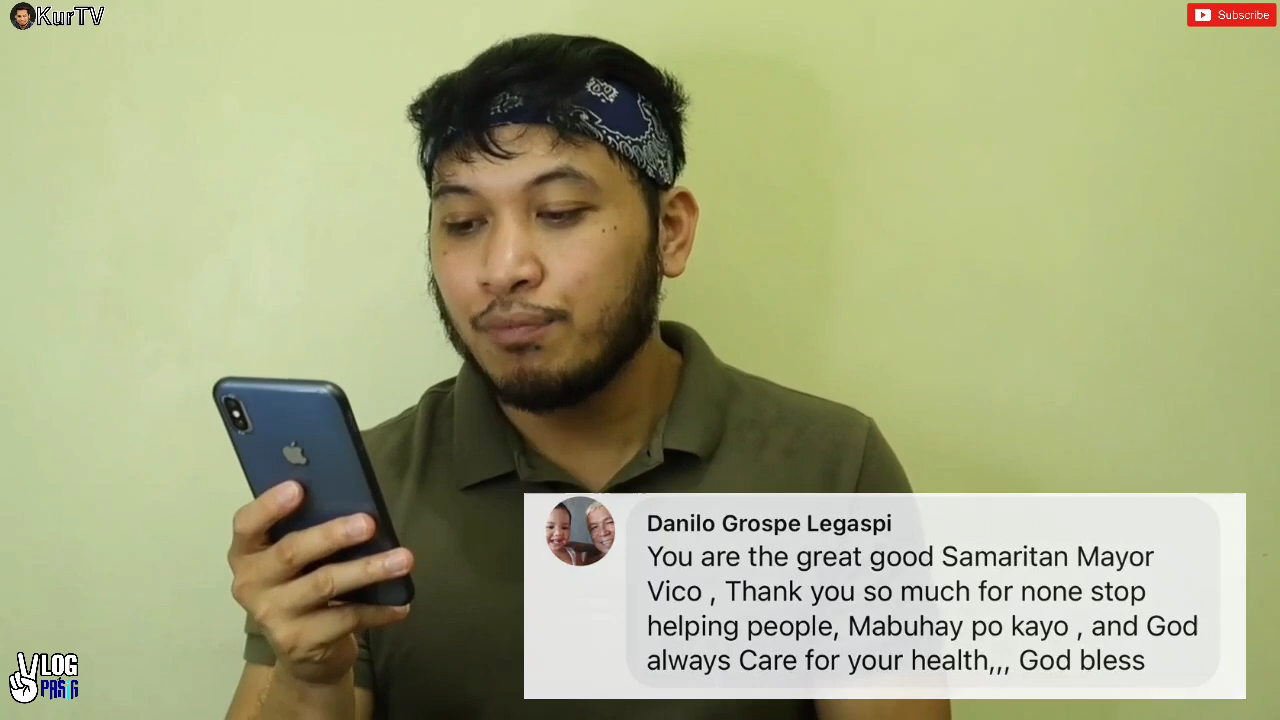 KurTV
Subscribe
Danilo Grospe Legaspi
You are the great good Samaritan Mayor
Vico , Thank you so much for none stop
helping people, Mabuhay po kayo , and God
always Care for your health,,, God bless
VLOG
PASIG